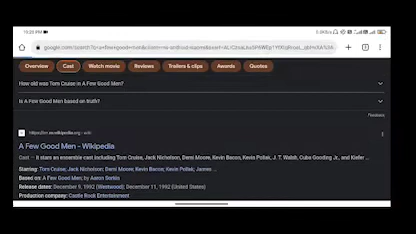 google.com/search?q=a+few+good+men
Overview Cast Watch movie Reviews Trailers & clips Awards Quotes
How old was Tom Cruise in A Few Good Men?
Is A Few Good Men based on truth?
Feedback
https://en.m.wikipedia.org › wiki
A Few Good Men - Wikipedia
Cast — It stars an ensemble cast including Tom Cruise, Jack Nicholson, Demi Moore, Kevin Bacon, Kevin Pollak, J. T. Walsh, Cuba Gooding Jr., and Kiefer ...
Starring: Tom Cruise; Jack Nicholson; Demi Moore; Kevin Bacon; Kevin Pollak; James ...
Based on: A Few Good Men; by Aaron Sorkin
Release dates: December 9, 1992 (Westwood); December 11, 1992 (United States)
Production company: Castle Rock Entertainment